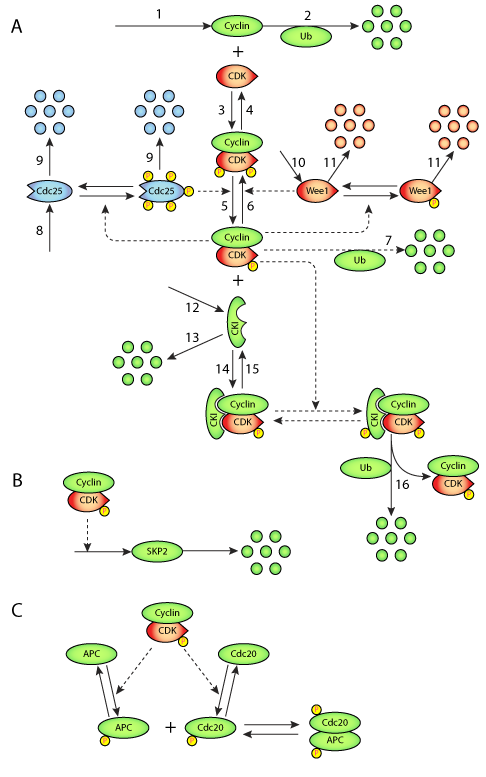 A
1
Cyclin
2
Ub
+
CDK
3
4
Cyclin
CDK
P
P
9
9
10
11
11
Cdc25
P
P
Cdc25
P
P
P
5
6
Wee1
Wee1
P
8
Cyclin
CDK
P
7
Ub
+
12
CKI
13
14
15
CKI
Cyclin
CDK
P
CKI
Cyclin
CDK
P
P
Ub
16
Cyclin
CDK
P
B
Cyclin
CDK
P
SKP2
C
Cyclin
CDK
P
APC
Cdc20
APC
P
+
Cdc20
P
P
Cdc20
APC
P